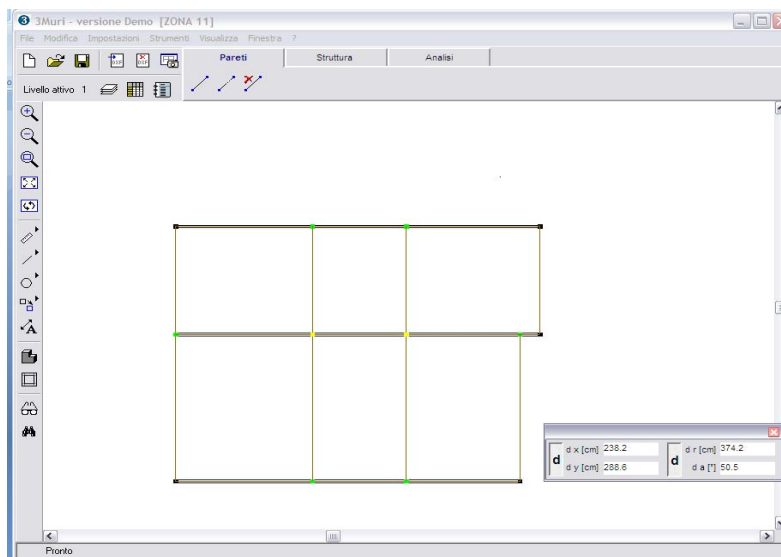 3Muri - versione Demo [ZONA 11]
File Modifica Impostazioni Strumenti Visualizza Finestra ?
Pareti Struttura Analisi
Livello attivo 1
d x [cm] 238.2 d r [cm] 374.2
d d
d y [cm] 288.6 d a [°] 50.5
Pronto